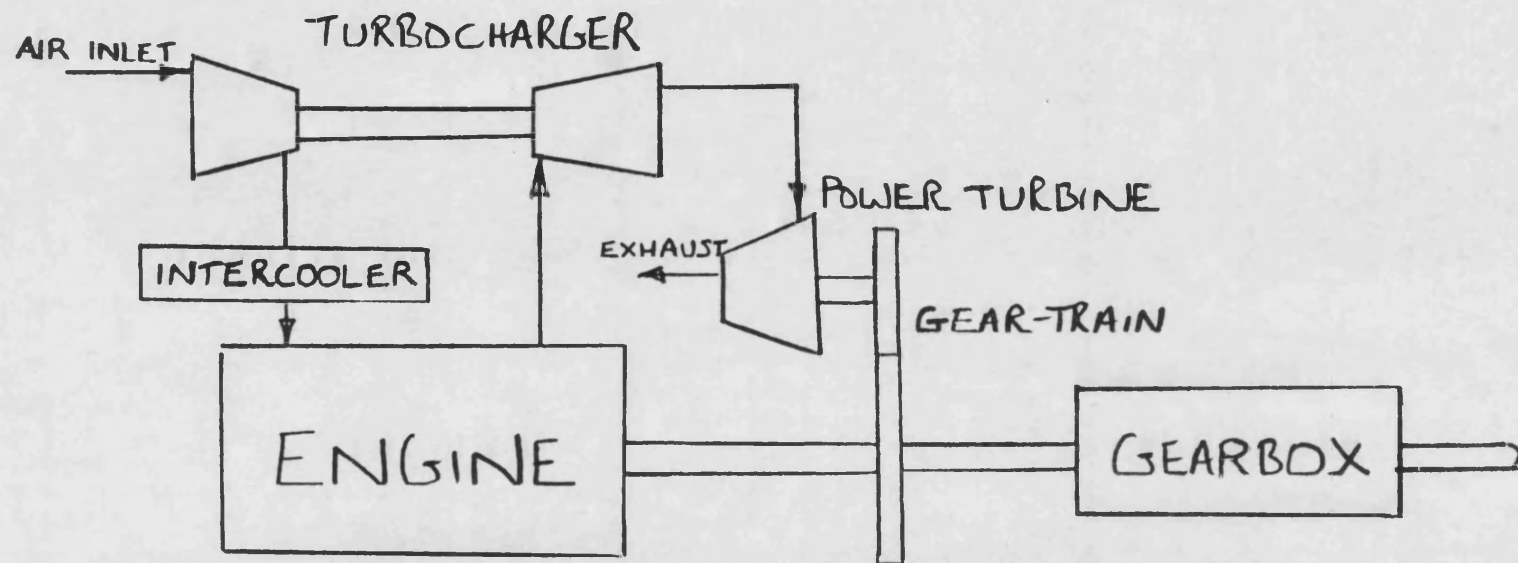 TURBOCHARGER
AIR INLET
POWER TURBINE
EXHAUST
INTERCOOLER
GEAR-TRAIN
ENGINE
GEARBOX